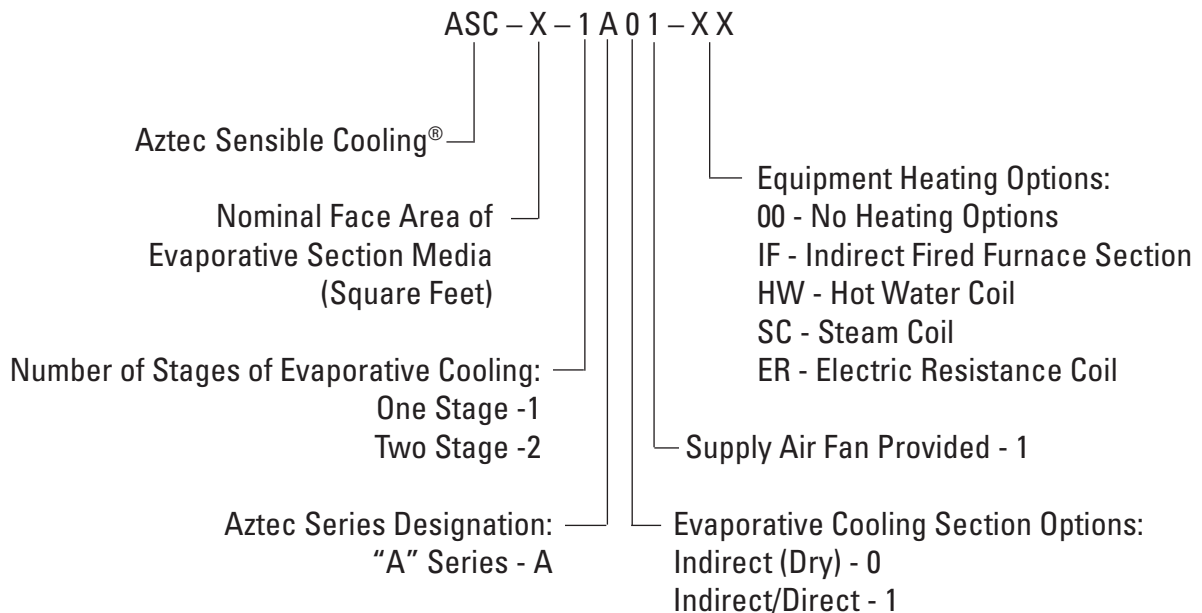 ASC – X – 1 A 0 1 – X X
Aztec Sensible Cooling®
Nominal Face Area of
Evaporative Section Media
(Square Feet)
Number of Stages of Evaporative Cooling:
One Stage -1
Two Stage -2
Aztec Series Designation:
“A” Series - A
Equipment Heating Options:
00 - No Heating Options
IF - Indirect Fired Furnace Section
HW - Hot Water Coil
SC - Steam Coil
ER - Electric Resistance Coil
Supply Air Fan Provided - 1
Evaporative Cooling Section Options:
Indirect (Dry) - 0
Indirect/Direct - 1